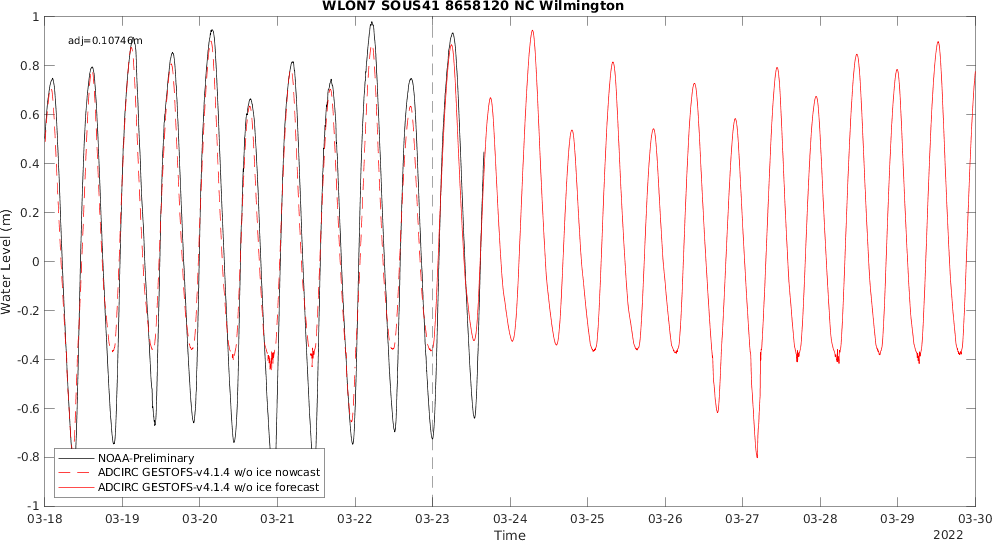 WLON7 SOUS41 8658120 NC Wilmington
adj=0.10746m
Water Level (m)
1
0.8
0.6
0.4
0.2
0
-0.2
-0.4
-0.6
-0.8
-1
NOAA-Preliminary
ADCIRC GESTOFS-v4.1.4 w/o ice nowcast
ADCIRC GESTOFS-v4.1.4 w/o ice forecast
03-18 03-19 03-20 03-21 03-22 03-23 03-24 03-25 03-26 03-27 03-28 03-29 03-30
Time
2022